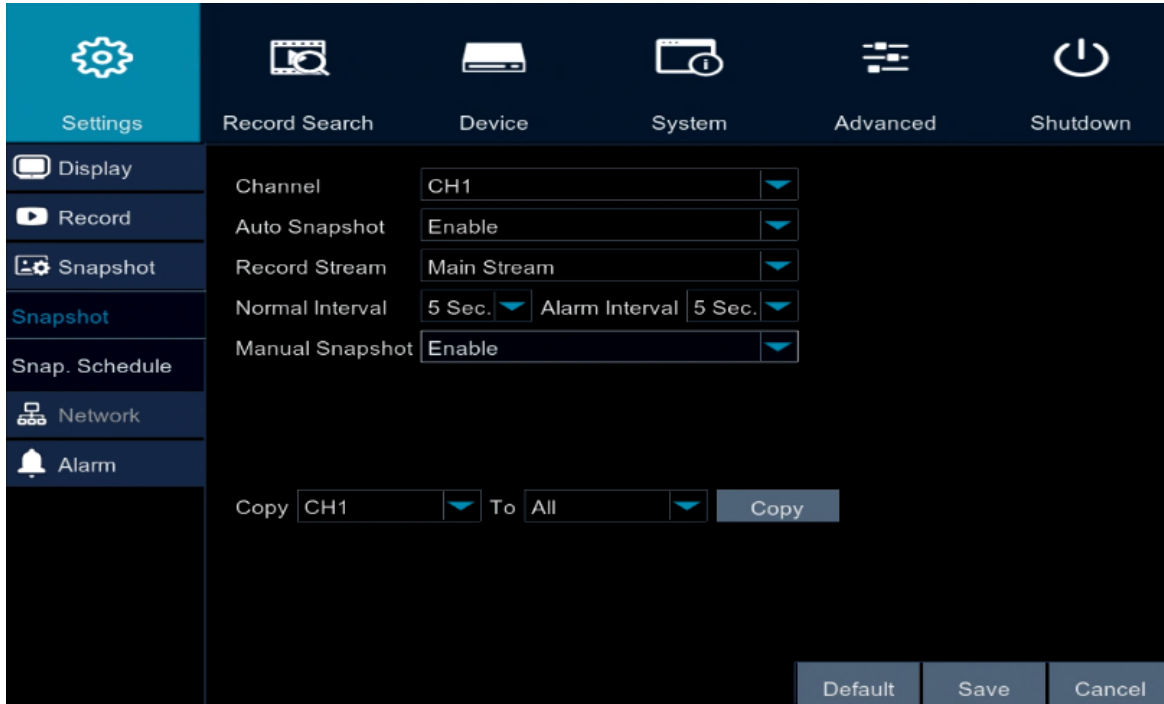 Settings Record Search Device System Advanced Shutdown
Display
Record
Snapshot
Snapshot
Snap. Schedule
Network
Alarm
Channel CH1
Auto Snapshot Enable
Record Stream Main Stream
Normal Interval 5 Sec. Alarm Interval 5 Sec.
Manual Snapshot Enable
Copy CH1 To All Copy
Default Save Cancel